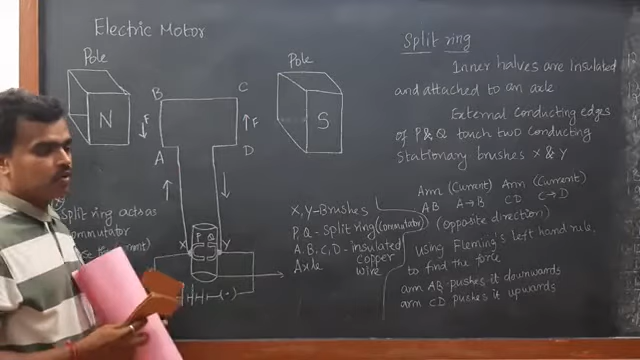 Electric Motor
Pole
Pole
N
S
B
C
A
D
F
F
Split ring acts as
commutator
X
Y
P Q
X, Y - Brushes
P Q - split ring (commutator)
A, B, C, D - insulated
copper
wire
Axle
Split ring
Inner halves are Insulated
and attached to an axle
External conducting edges
of P & Q touch two conducting
stationary brushes X & Y
Arm (Current) Arm (Current)
AB A→B CD C→D
(Opposite direction)
Using Fleming's left hand rule,
to find the force
arm AB pushes it downwards
arm CD pushes it upwards